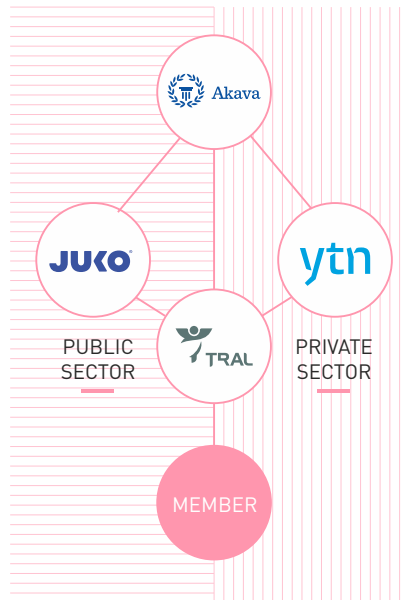 Akava
JUKO
ytn
TRAL
PUBLIC
SECTOR
PRIVATE
SECTOR
MEMBER